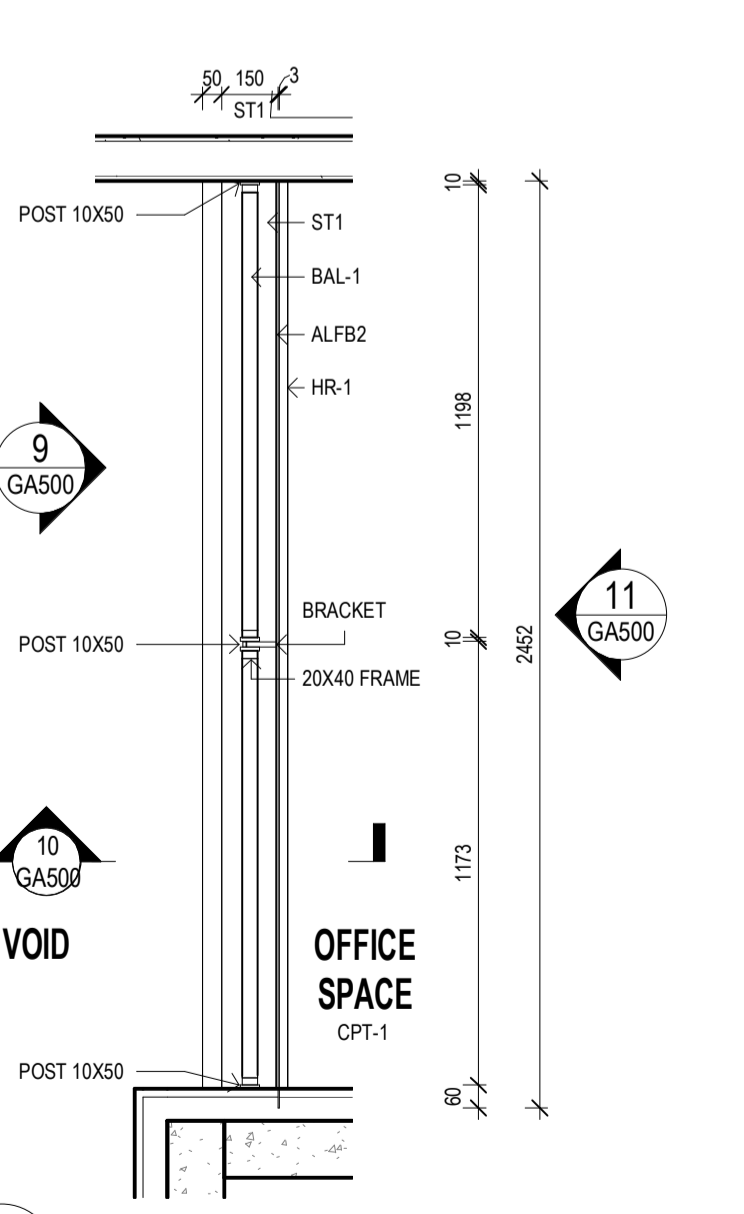 50 150 3
ST1
10
POST 10X50
ST1
BAL-1
ALFB2
HR-1
1198
9
GA500
BRACKET
11
GA500
POST 10X50
10
2452
20X40 FRAME
10
GA500
1173
VOID
OFFICE
SPACE
CPT-1
POST 10X50
60